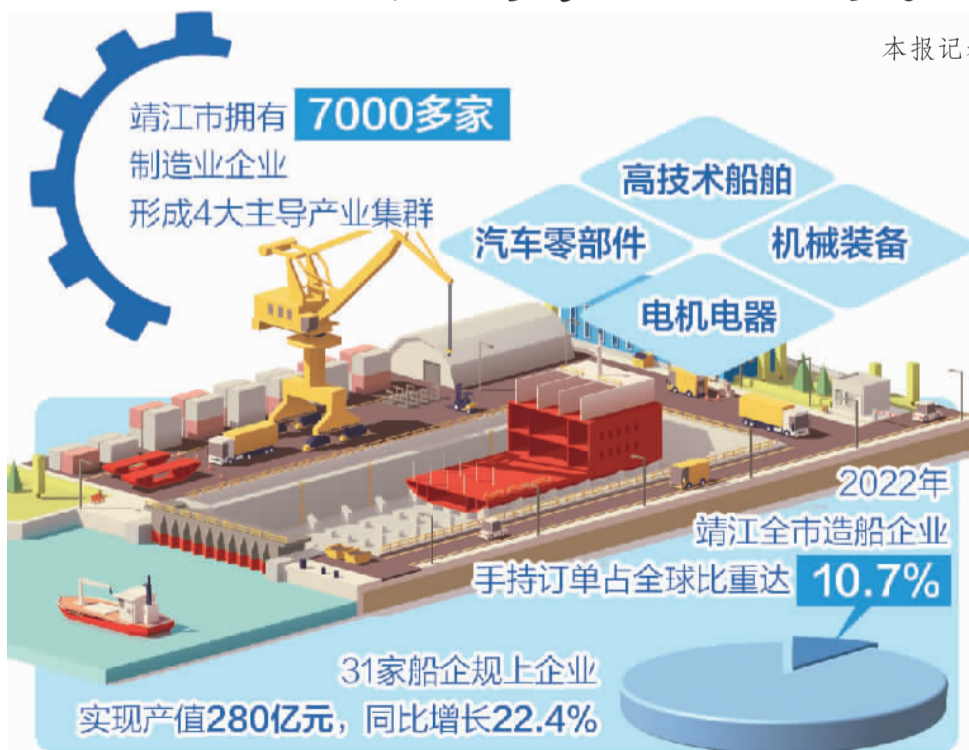 本报记
靖江市拥有 7000多家
制造业企业
形成4大主导产业集群
高技术船舶
汽车零部件
机械装备
电机电器
2022年
靖江全市造船企业
手持订单占全球比重达 10.7%
31家船企规上企业
实现产值280亿元，同比增长22.4%